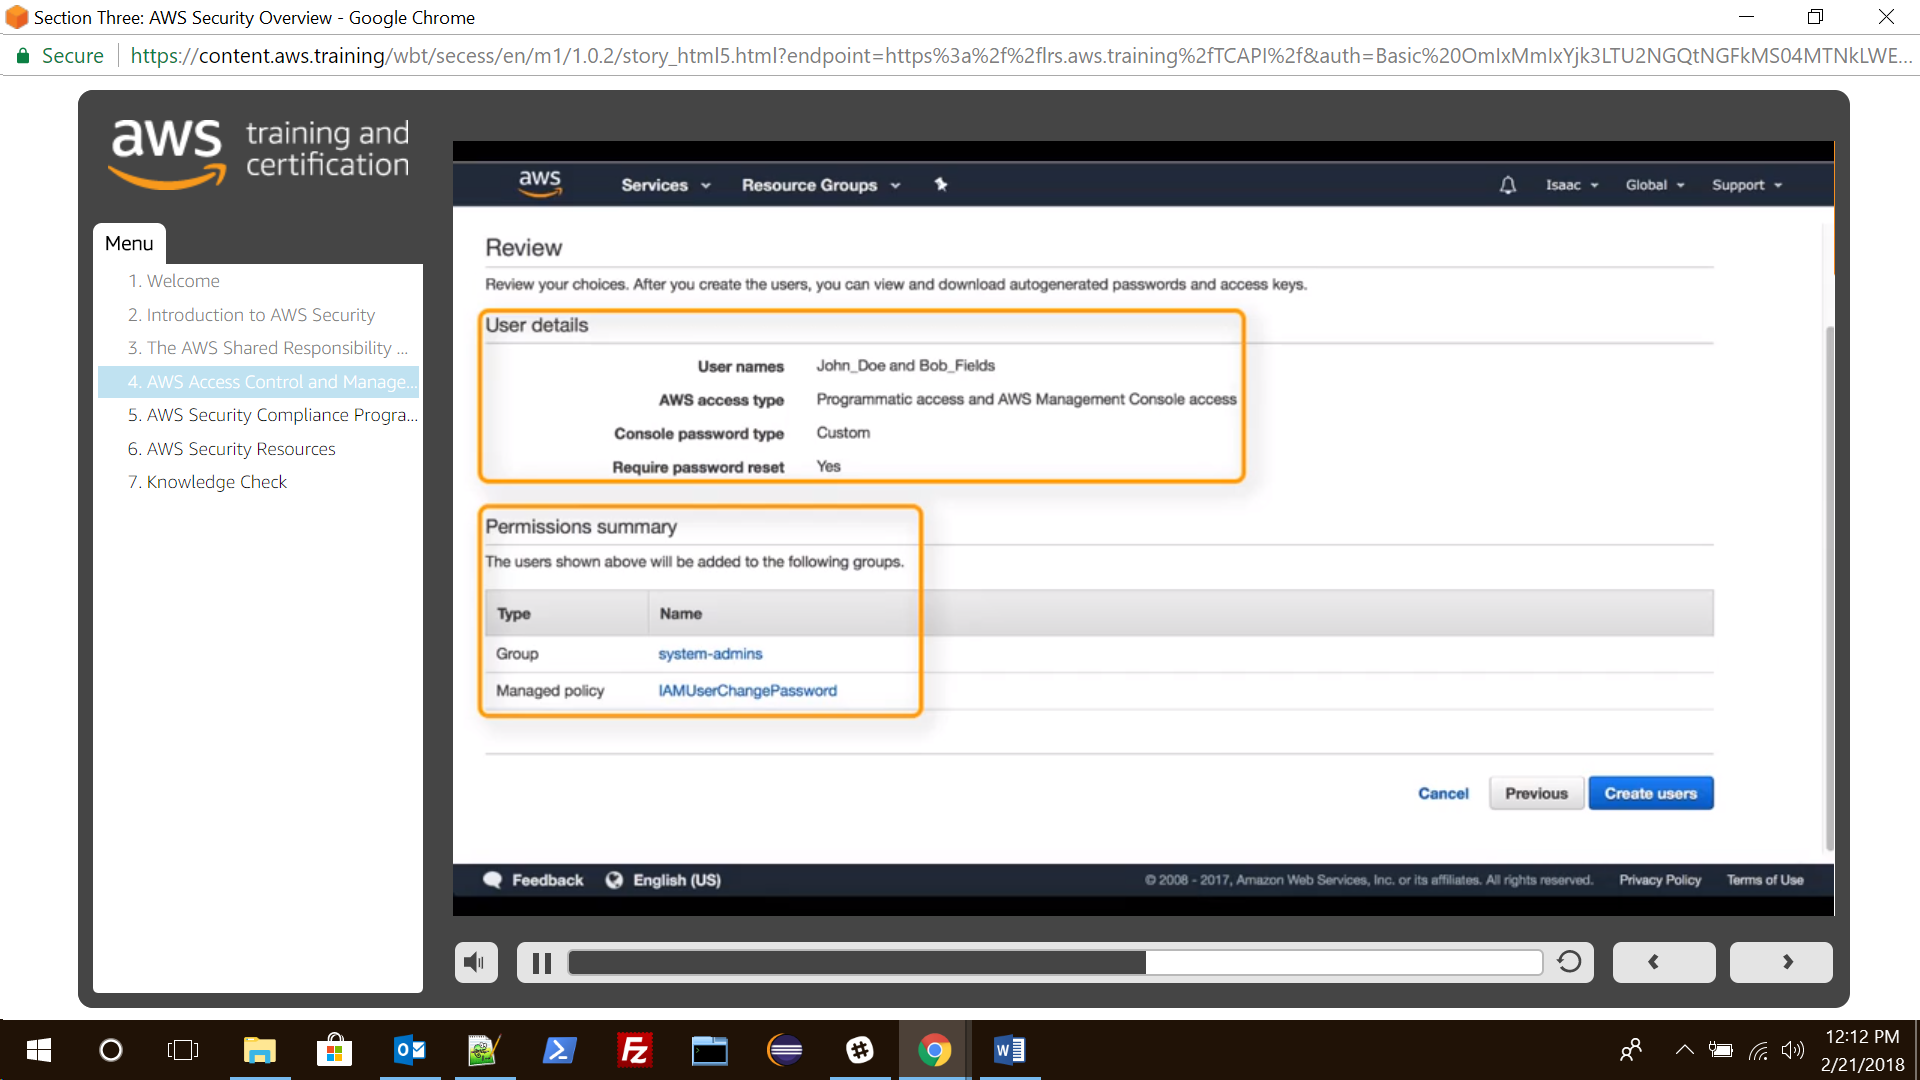 Section Three: AWS Security Overview - Google Chrome
Secure
https://content.aws.training/wbt/secess/en/m1/1.0.2/story_html5.html?endpoint=https%3a%2f%2flrs.aws.training%2fTCAPI%2f&auth=Basic%20OmIxMmIxYjk3LTU2NGQtNGFkMS04MTNkLWE...
aws training and
certification
Menu
1. Welcome
2. Introduction to AWS Security
3. The AWS Shared Responsibility ...
4. AWS Access Control and Manage...
5. AWS Security Compliance Progra...
6. AWS Security Resources
7. Knowledge Check
aws Services Resource Groups Isaac Global Support
Review
Review your choices. After you create the users, you can view and download autogenerated passwords and access keys.
User details
User names John_Doe and Bob_Fields
AWS access type Programmatic access and AWS Management Console access
Console password type Custom
Require password reset Yes
Permissions summary
The users shown above will be added to the following groups.
Type Name
Group system-admins
Managed policy IAMUserChangePassword
Cancel Previous Create users
Feedback English (US) © 2008 - 2017, Amazon Web Services, Inc. or its affiliates. All rights reserved. Privacy Policy Terms of Use
12:12 PM
2/21/2018